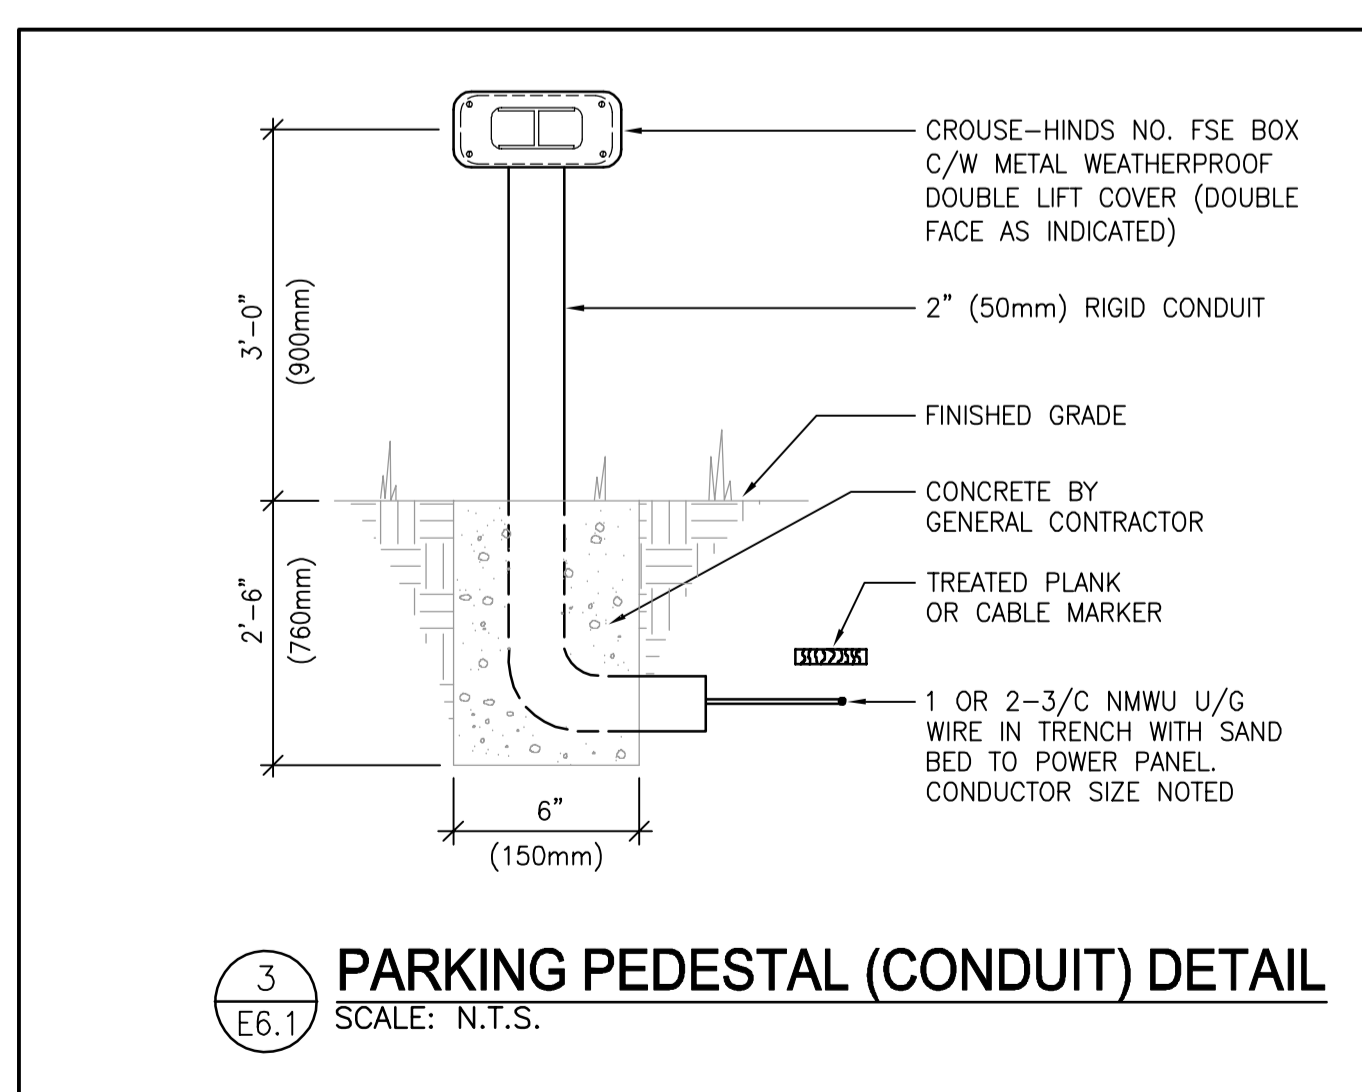 CROUSE-HINDS NO. FSE BOX
C/W METAL WEATHERPROOF
DOUBLE LIFT COVER (DOUBLE
FACE AS INDICATED)
3'-0"
(900mm)
2" (50mm) RIGID CONDUIT
FINISHED GRADE
CONCRETE BY
GENERAL CONTRACTOR
2'-6"
(760mm)
TREATED PLANK
OR CABLE MARKER
1 OR 2-3/C NMWU U/G
WIRE IN TRENCH WITH SAND
BED TO POWER PANEL.
CONDUCTOR SIZE NOTED
6"
(150mm)
3
E6.1
PARKING PEDESTAL (CONDUIT) DETAIL
SCALE: N.T.S.